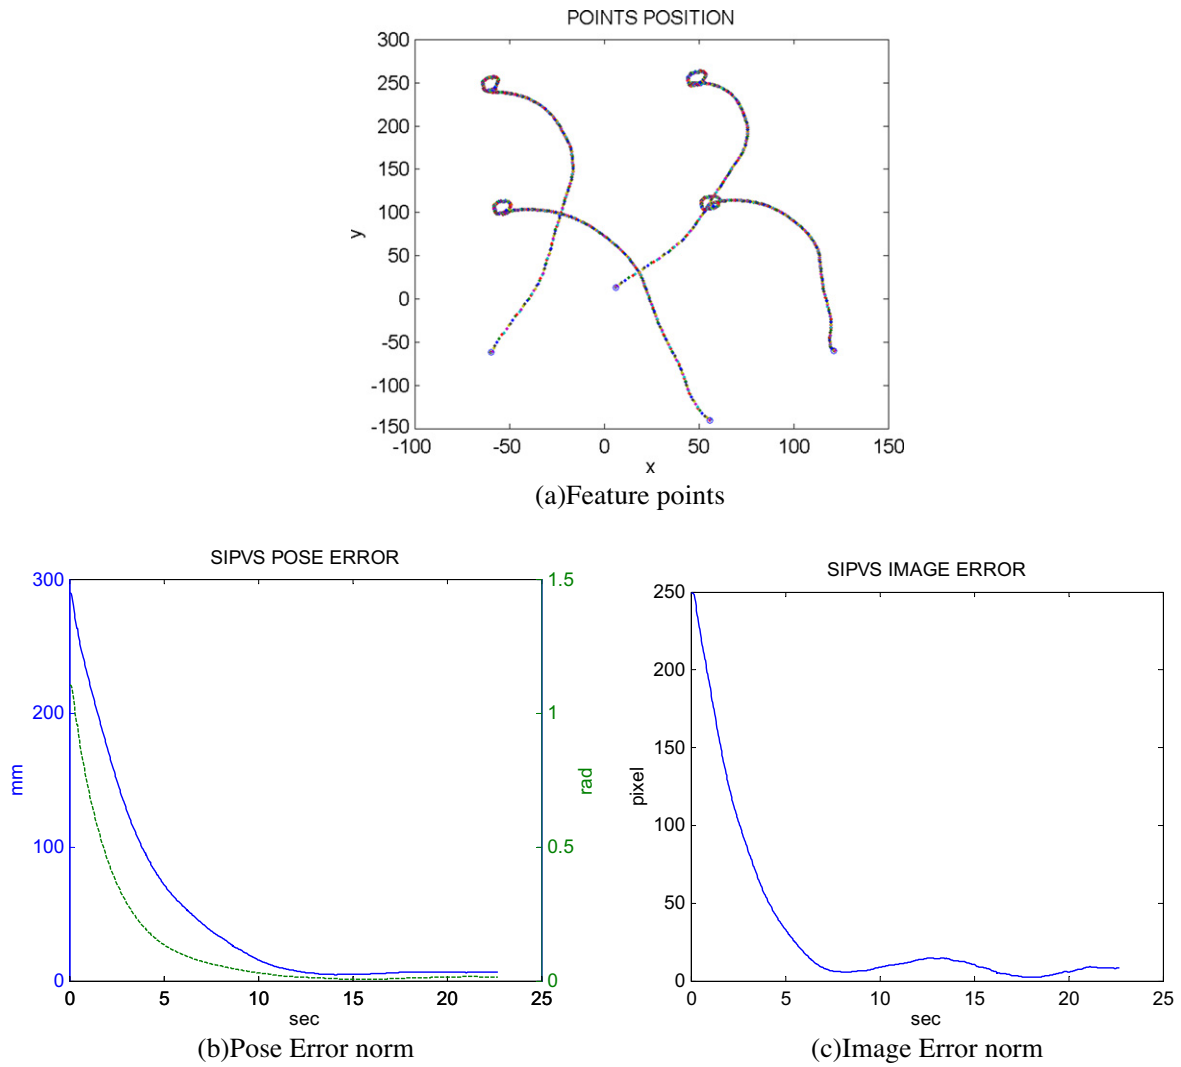 POINTS POSITION
300
250
200
150
100
50
0
-50
-100
-150
y
-100 -50 0 50 100 150
x
(a)Feature points
SIPVS POSE ERROR
300
200
100
0
mm
1.5
1
0.5
0
rad
0 5 10 15 20 25
sec
(b)Pose Error norm
SIPVS IMAGE ERROR
250
200
150
100
50
0
pixel
0 5 10 15 20 25
sec
(c)Image Error norm